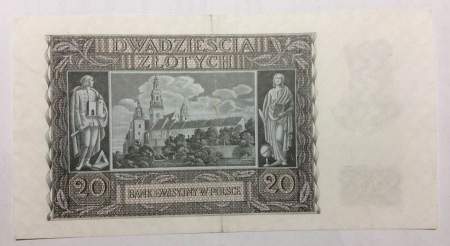 DWADZIEŚCIA
ZŁOTYCH
20 BANK EMISYJNY W POLSCE 20